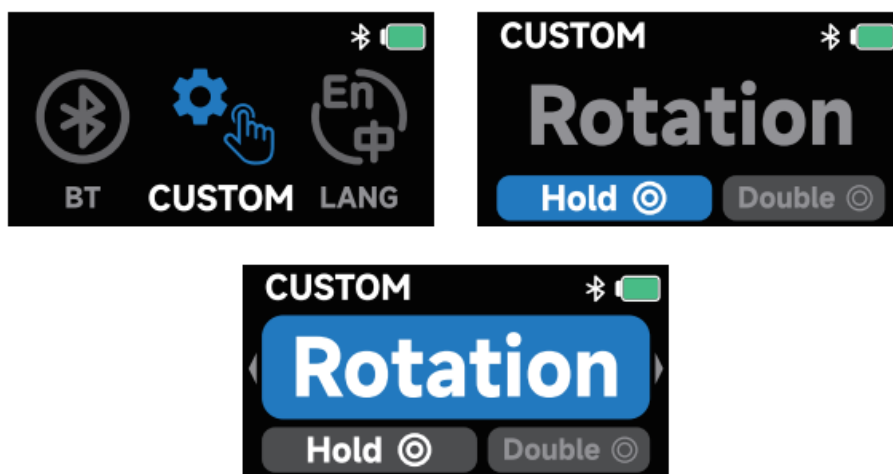 En
中
BT CUSTOM LANG
CUSTOM
Rotation
Hold Double
CUSTOM
Rotation
Hold Double